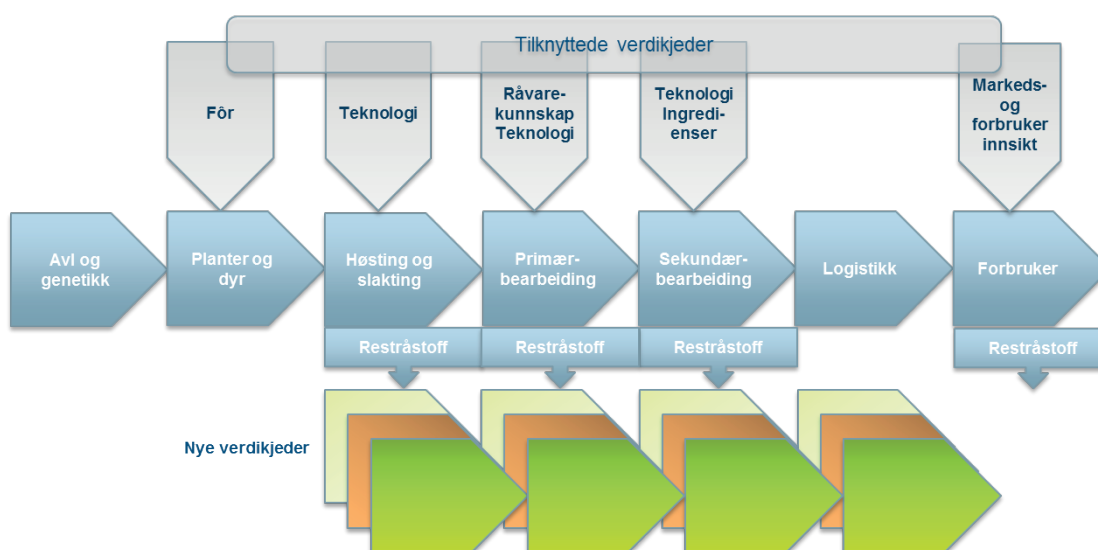 Tilknyttede verdikjeder
Fôr
Teknologi
Råvare-
kunnskap
Teknologi
Teknologi
Ingredi-
enser
Markeds-
og
forbruker
innsikt
Avl og
genetikk
Planter og
dyr
Høsting og
slakting
Primær-
bearbeiding
Sekundær-
bearbeiding
Logistikk
Forbruker
Restråstoff
Restråstoff
Restråstoff
Restråstoff
Nye verdikjeder